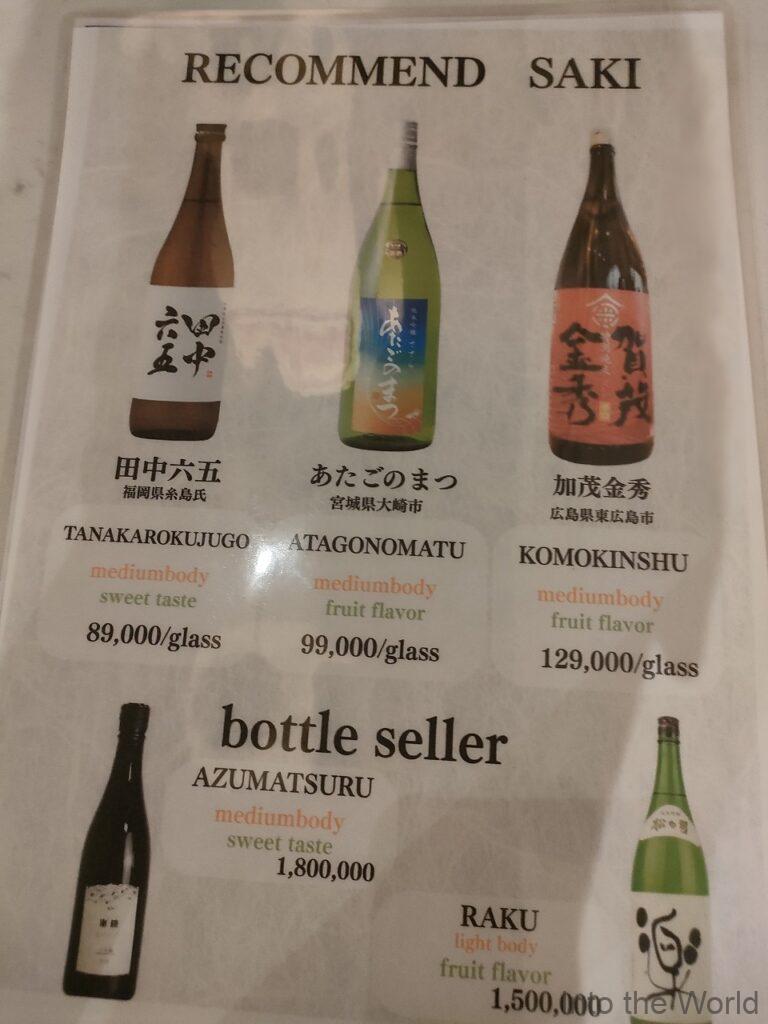 RECOMMEND SAKI
田中
六五
あたごのまつ
賀茂
金秀
田中六五
福岡県糸島氏
TANAKAROKUJUGO
mediumbody
sweet taste
89,000/glass
あたごのまつ
宮城県大崎市
ATAGONOMATU
mediumbody
fruit flavor
99,000/glass
加茂金秀
広島県東広島市
KOMOKINSHU
mediumbody
fruit flavor
129,000/glass
bottle seller
AZUMATSURU
mediumbody
sweet taste
1,800,000
RAKU
light body
fruit flavor
1,500,000
松の司
楽
to the World